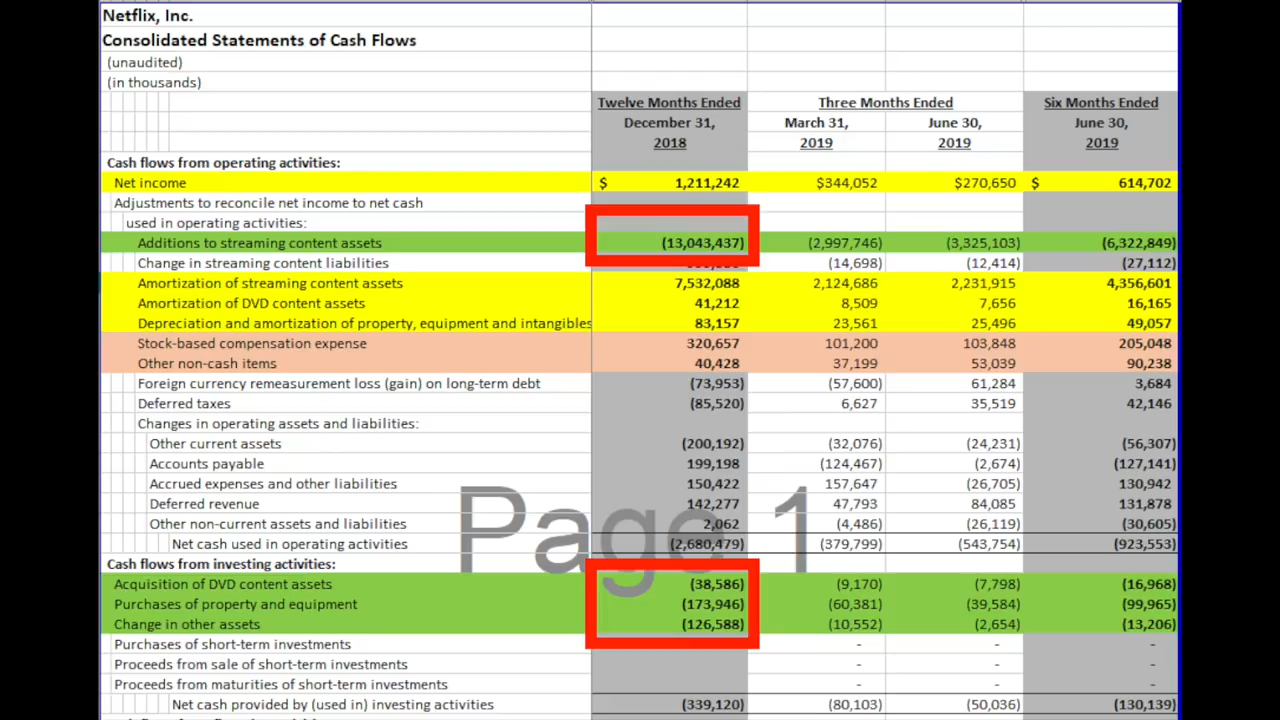 Netflix, Inc.
Consolidated Statements of Cash Flows
(unaudited)
(in thousands)
Twelve Months Ended Three Months Ended Six Months Ended
December 31, March 31, June 30, June 30,
2018 2019 2019 2019
Cash flows from operating activities:
Net income $ 1,211,242 $344,052 $270,650 $ 614,702
Adjustments to reconcile net income to net cash
used in operating activities:
Additions to streaming content assets (13,043,437) (2,997,746) (3,325,103) (6,322,849)
Change in streaming content liabilities (14,698) (12,414) (27,112)
Amortization of streaming content assets 7,532,088 2,124,686 2,231,915 4,356,601
Amortization of DVD content assets 41,212 8,509 7,656 16,165
Depreciation and amortization of property, equipment and intangibles 83,157 23,561 25,496 49,057
Stock-based compensation expense 320,657 101,200 103,848 205,048
Other non-cash items 40,428 37,199 53,039 90,238
Foreign currency remeasurement loss (gain) on long-term debt (73,953) (57,600) 61,284 3,684
Deferred taxes (85,520) 6,627 35,519 42,146
Changes in operating assets and liabilities:
Other current assets (200,192) (32,076) (24,231) (56,307)
Accounts payable 199,198 (124,467) (2,674) (127,141)
Accrued expenses and other liabilities 150,422 157,647 (26,705) 130,942
Deferred revenue 142,277 47,793 84,085 131,878
Other non-current assets and liabilities 2,062 (4,486) (26,119) (30,605)
Net cash used in operating activities (2,680,479) (379,799) (543,754) (923,553)
Page 1
Cash flows from investing activities:
Acquisition of DVD content assets (38,586) (9,170) (7,798) (16,968)
Purchases of property and equipment (173,946) (60,381) (39,584) (99,965)
Change in other assets (126,588) (10,552) (2,654) (13,206)
Purchases of short-term investments - - -
Proceeds from sale of short-term investments - - -
Proceeds from maturities of short-term investments - - -
Net cash provided by (used in) investing activities (339,120) (80,103) (50,036) (130,139)